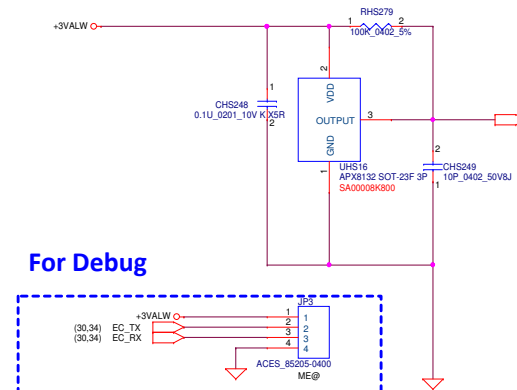 RHS279
+3VALW
1 2
100K_0402_5%
2
1
VDD
CHS248
0.1U_0201_10V K X5R
OUTPUT 3
2
GND
2
CHS249
UHS16
1
APX8132 SOT-23F 3P
10P_0402_50V8J
SA00008K800
1
For Debug
JP3
+3VALW 1 1
(30,34) EC_TX 2 2
(30,34) EC_RX 3 3
4 4
ACES_85205-0400
ME@